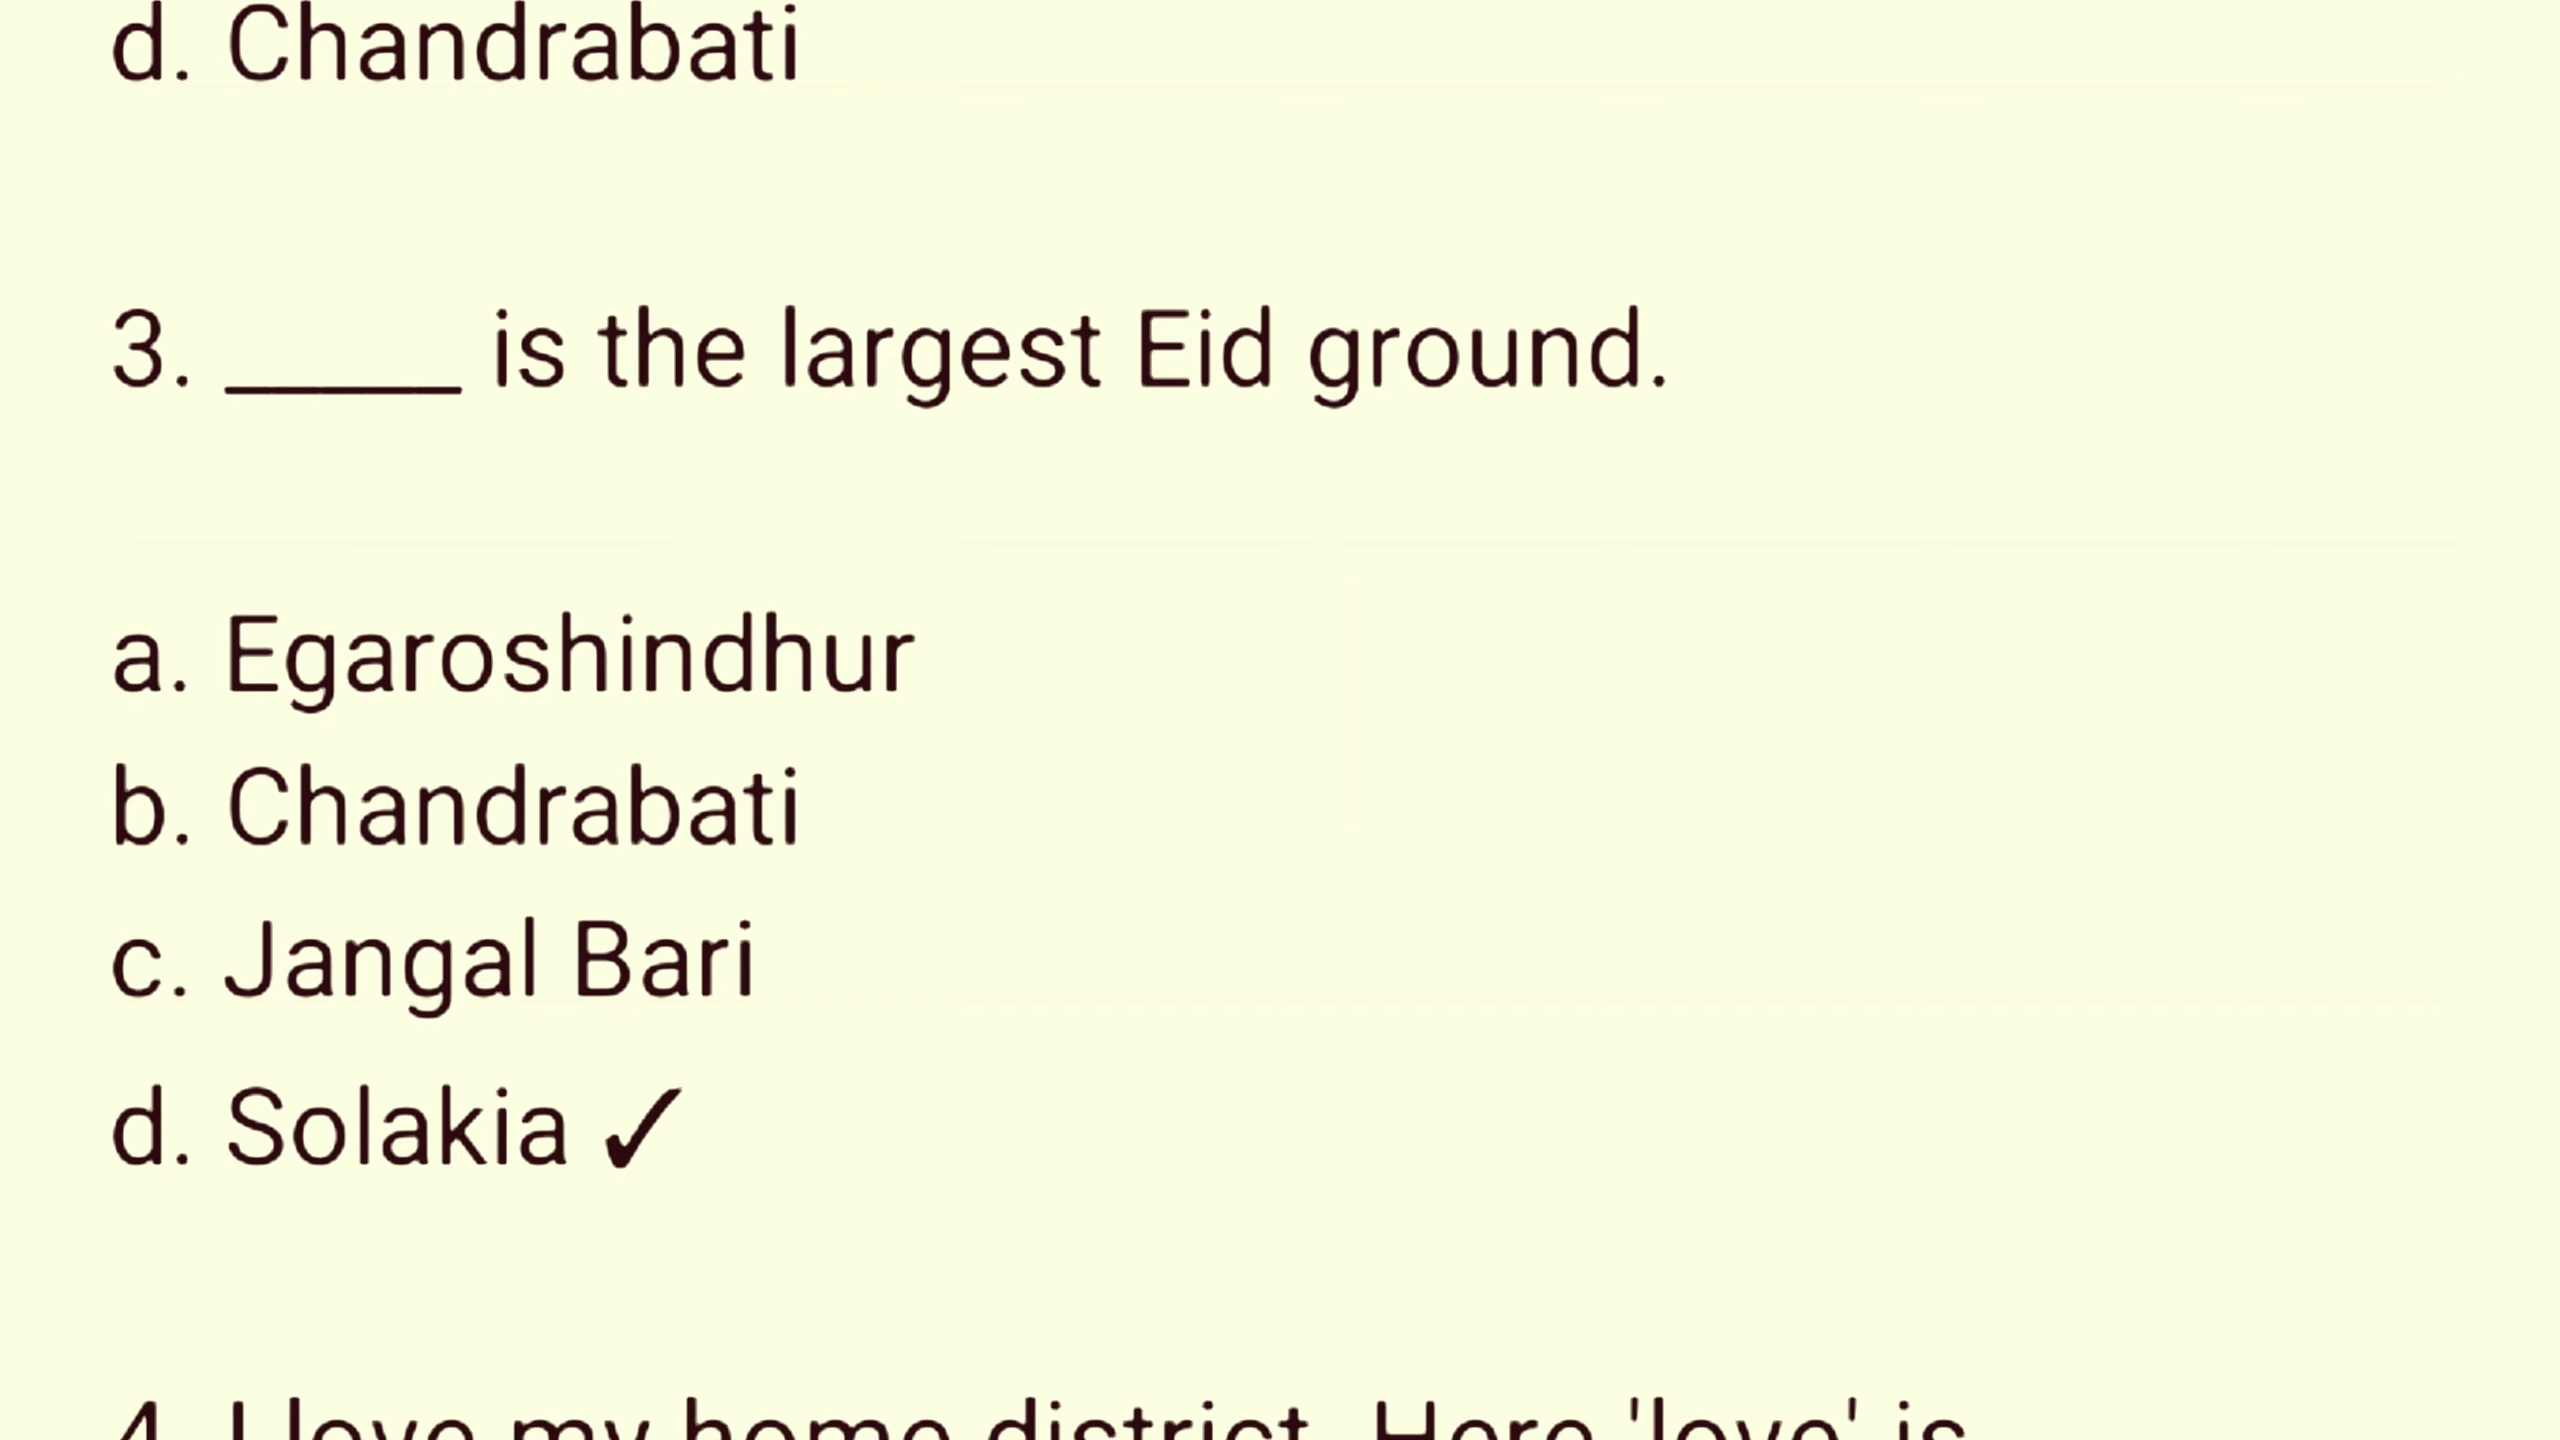 d. Chandrabati
3. _____ is the largest Eid ground.
a. Egaroshindhur
b. Chandrabati
c. Jangal Bari
d. Solakia ✓
4. I love my home district. Here 'love' is